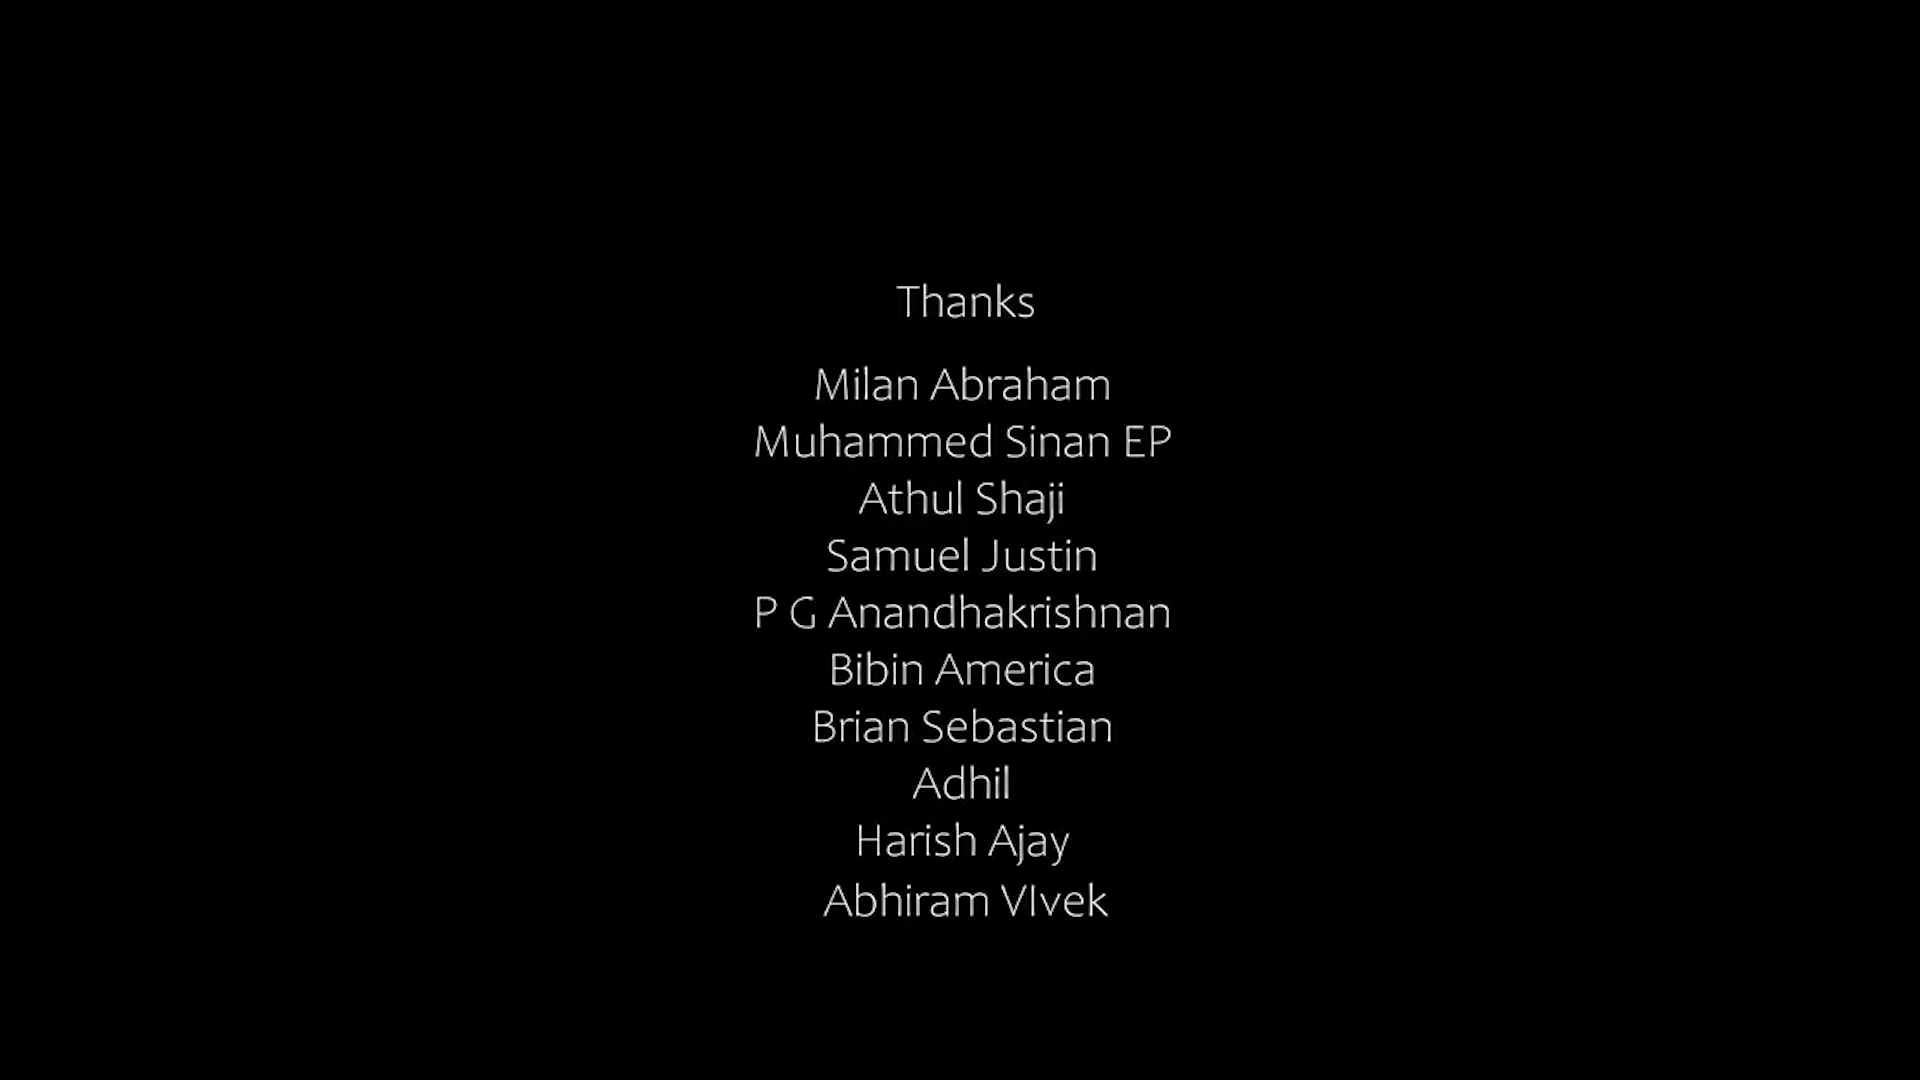 Thanks
Milan Abraham
Muhammed Sinan EP
Athul Shaji
Samuel Justin
P G Anandhakrishnan
Bibin America
Brian Sebastian
Adhil
Harish Ajay
Abhiram VIvek